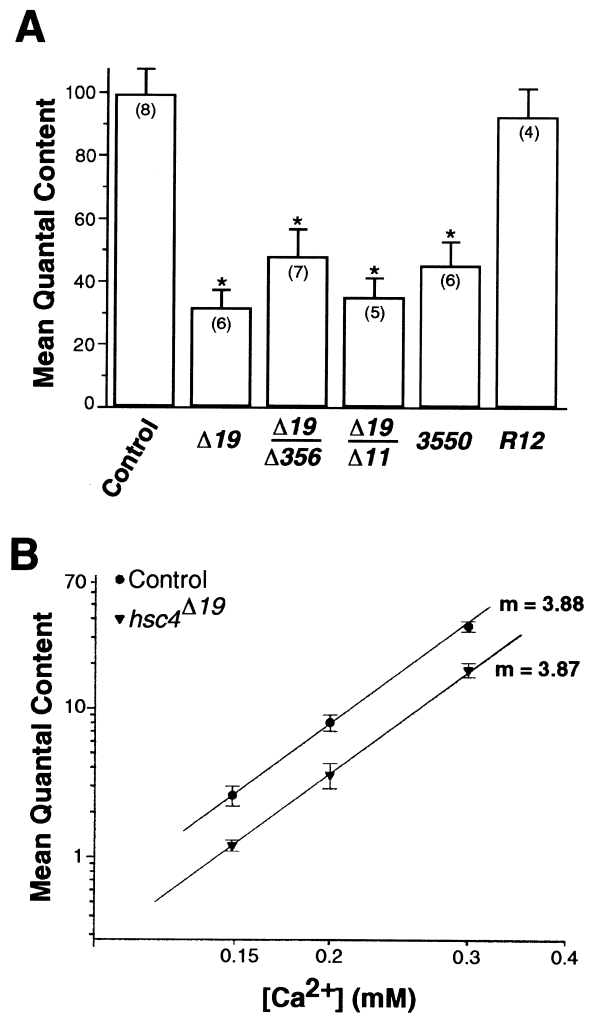 A
Mean Quantal Content
100
80
60
40
20
0
(8)
*
(6)
*
(7)
*
(5)
*
(6)
(4)
Control
Δ19
Δ19
Δ356
Δ19
Δ11
3550
R12
B
Mean Quantal Content
70
10
1
Control
hsc4Δ19
m = 3.88
m = 3.87
0.15
0.2
0.3
0.4
[Ca2+] (mM)